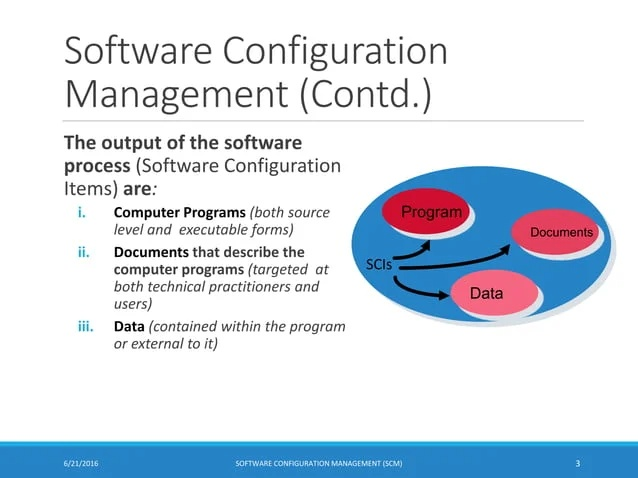 Software Configuration
Management (Contd.)
The output of the software
process (Software Configuration
Items) are:
i. Computer Programs (both source
level and executable forms)
ii. Documents that describe the
computer programs (targeted at
both technical practitioners and
users)
iii. Data (contained within the program
or external to it)
Program
Documents
SCIs
Data
6/21/2016 SOFTWARE CONFIGURATION MANAGEMENT (SCM) 3